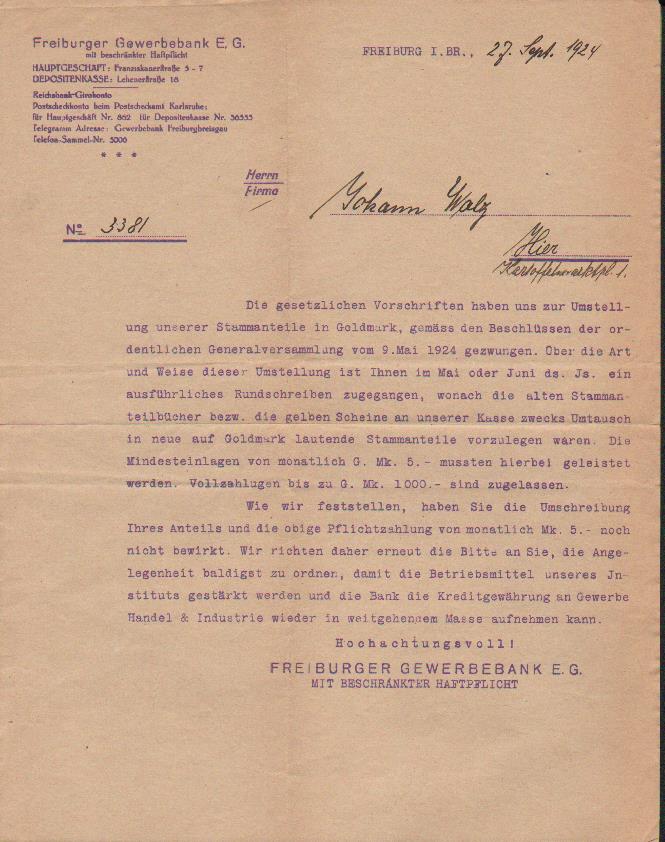 Freiburger Gewerbebank E. G.
mit beschränkter Haftpflicht
HAUPTGESCHÄFT: Franziskanerstraße 5 - 7
DEPOSITENKASSE: Lehenerstraße 18
Reichsbank-Girokonto
Postscheckkonto beim Postscheckamt Karlsruhe:
für Hauptgeschäft Nr. 862 für Depositenkasse Nr. 36353
Telegramm Adresse: Gewerbebank Freiburgbreisgau
Telefon-Sammel-Nr. 5000
* * *
FREIBURG I. BR., 27. Sept. 1924
Herrn
Firma
Johann Walz
No 3381
Hier
Kartoffelmarktpl. 1.
Die gesetzlichen Vorschriften haben uns zur Umstell-
ung unserer Stammanteile in Goldmark, gemäss den Beschlüssen der or-
dentlichen Generalversammlung vom 9.Mai 1924 gezwungen. Über die Art
und Weise dieser Umstellung ist Ihnen im Mai oder Juni ds. Js. ein
ausführliches Rundschreiben zugegangen, wonach die alten Stamman-
teilbücher bezw. die gelben Scheine an unserer Kasse zwecks Umtausch
in neue auf Goldmark lautende Stammanteile vorzulegen waren. Die
Mindesteinlagen von monatlich G. Mk. 5.- mussten hierbei geleistet
werden. Vollzahlugen bis zu G. Mk. 1000.- sind zugelassen.
Wie wir feststellen, haben Sie die Umschreibung
Ihres Anteils und die obige Pflichtzahlung von monatlich Mk. 5.- noch
nicht bewirkt. Wir richten daher erneut die Bitte an Sie, die Ange-
legenheit baldigst zu ordnen, damit die Betriebsmittel unseres Jn-
stituts gestärkt werden und die Bank die Kreditgewährung an Gewerbe
Handel & Industrie wieder in weitgehendem Masse aufnehmen kann.
Hochachtungsvoll!
FREIBURGER GEWERBEBANK E. G.
MIT BESCHRÄNKTER HAFTPFLICHT